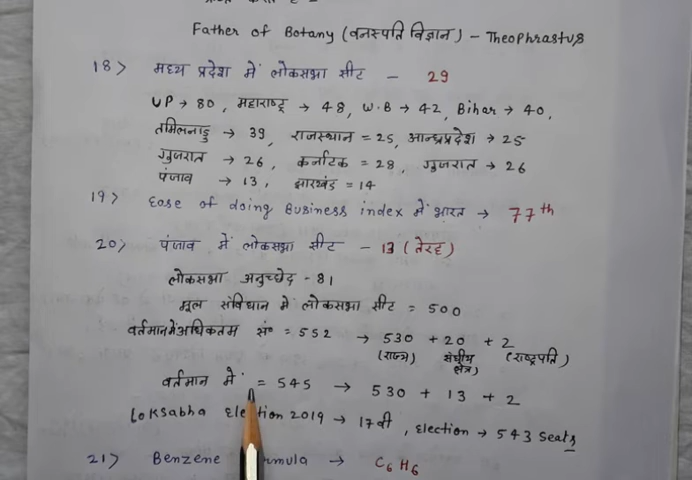 Father of Botany (वनस्पति विज्ञान) - Theophrastus
18> मध्य प्रदेश में लोकसभा सीट - 29
UP → 80, महाराष्ट्र → 48, W.B → 42, Bihar → 40,
तमिलनाडु → 39, राजस्थान = 25, आन्ध्रप्रदेश → 25
गुजरात → 26, कर्नाटक = 28, गुजरात → 26
पंजाव → 13, झारखंड = 14
19> Ease of doing Business index में भारत → 77th
20> पंजाव में लोकसभा सीट - 13 (तेरह)
लोकसभा अनुच्छेद - 81
मूल संविधान में लोकसभा सीट = 500
वर्तमान में अधिकतम सं० = 552 → 530 + 20 + 2
(राज्य) संघीय क्षेत्र (राष्ट्रपति)
वर्तमान में = 545 → 530 + 13 + 2
Loksabha Election 2019 → 17वी, Election → 543 Seats
21> Benzene → C6H6